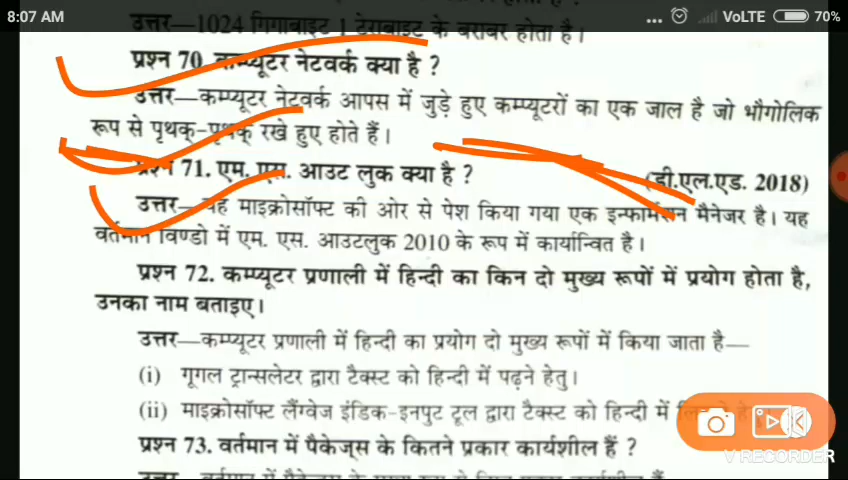 8:07 AM ... VoLTE 70%
उत्तर—1024 गिगाबाइट 1 टेराबाइट के बराबर होता है।
प्रश्न 70. कम्प्यूटर नेटवर्क क्या है ?
उत्तर—कम्प्यूटर नेटवर्क आपस में जुड़े हुए कम्प्यूटरों का एक जाल है जो भौगोलिक
रूप से पृथक्-पृथक् रखे हुए होते हैं।
प्रश्न 71. एम. एस. आउट लुक क्या है ? (डी.एल.एड. 2018)
उत्तर—यह माइक्रोसॉफ्ट की ओर से पेश किया गया एक इन्फार्मेसन मैनेजर है। यह
वर्तमान विण्डो में एम. एस. आउटलुक 2010 के रूप में कार्यान्वित है।
प्रश्न 72. कम्प्यूटर प्रणाली में हिन्दी का किन दो मुख्य रूपों में प्रयोग होता है,
उनका नाम बताइए।
उत्तर—कम्प्यूटर प्रणाली में हिन्दी का प्रयोग दो मुख्य रूपों में किया जाता है—
(i) गूगल ट्रान्सलेटर द्वारा टैक्स्ट को हिन्दी में पढ़ने हेतु।
(ii) माइक्रोसॉफ्ट लैंग्वेज इंडिक-इनपुट टूल द्वारा टैक्स्ट को हिन्दी में
प्रश्न 73. वर्तमान में पैकेज्स के कितने प्रकार कार्यशील हैं ?
V RECORDER